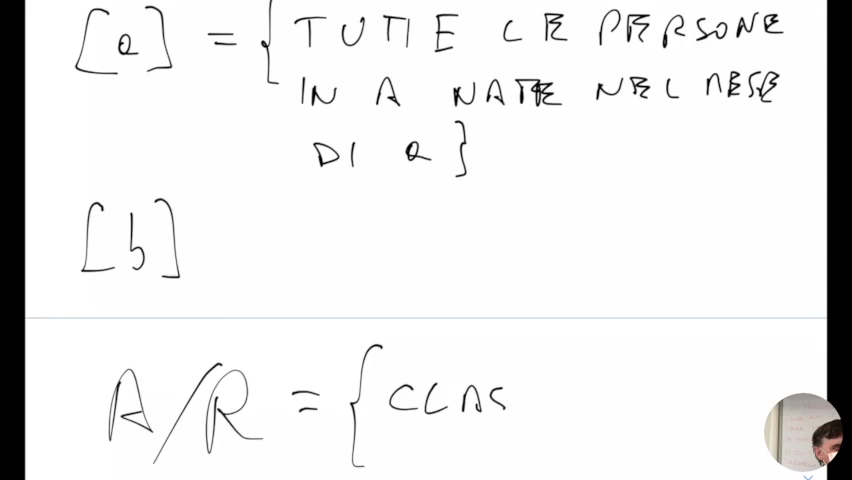 [a] = { TUTTE LE PERSONE
IN A NATE NEL MESE
DI a }
[b]
A/R = { CLAS